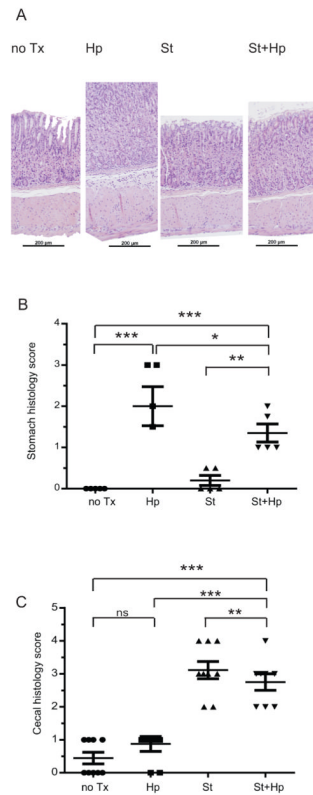 A
no Tx Hp St St+Hp
200 µm 200 µm 200 µm 200 µm
B
***
*** *
**
Stomach histology score
4
3
2
1
0
no Tx Hp St St+Hp
C
***
***
ns **
Cecal histology score
5
4
3
2
1
0
no Tx Hp St St+Hp